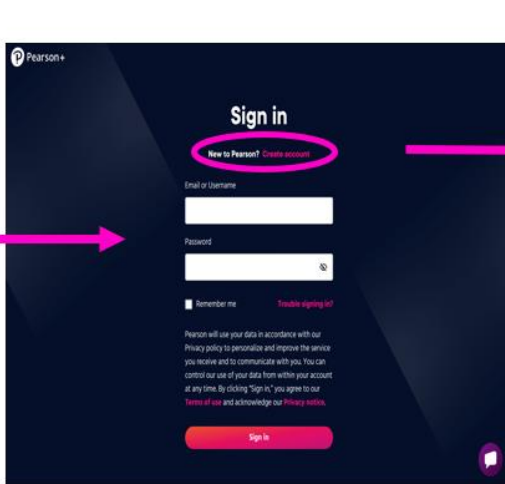 Pearson+
Sign in
New to Pearson? Create account
Email or Username
Password
Remember me Trouble signing in?
Pearson will use your data in accordance with our
Privacy policy to personalize and improve the service
you receive and to communicate with you. You can
control our use of your data from within your account
at any time. By clicking "Sign in," you agree to our
Terms of use and acknowledge our Privacy notice.
Sign in